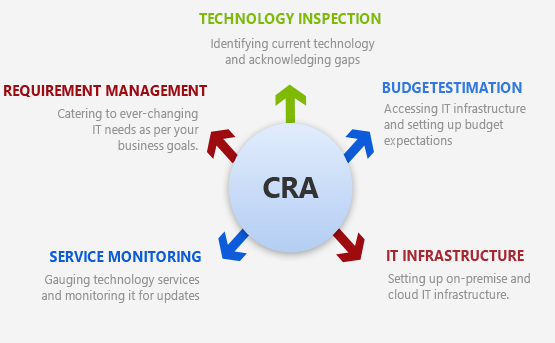 TECHNOLOGY INSPECTION
Identifying current technology
and acknowledging gaps
REQUIREMENT MANAGEMENT
Catering to ever-changing
IT needs as per your
business goals.
BUDGETESTIMATION
Accessing IT infrastructure
and setting up budget
expectations
CRA
SERVICE MONITORING
Gauging technology services
and monitoring it for updates
IT INFRASTRUCTURE
Setting up on-premise and
cloud IT infrastructure.